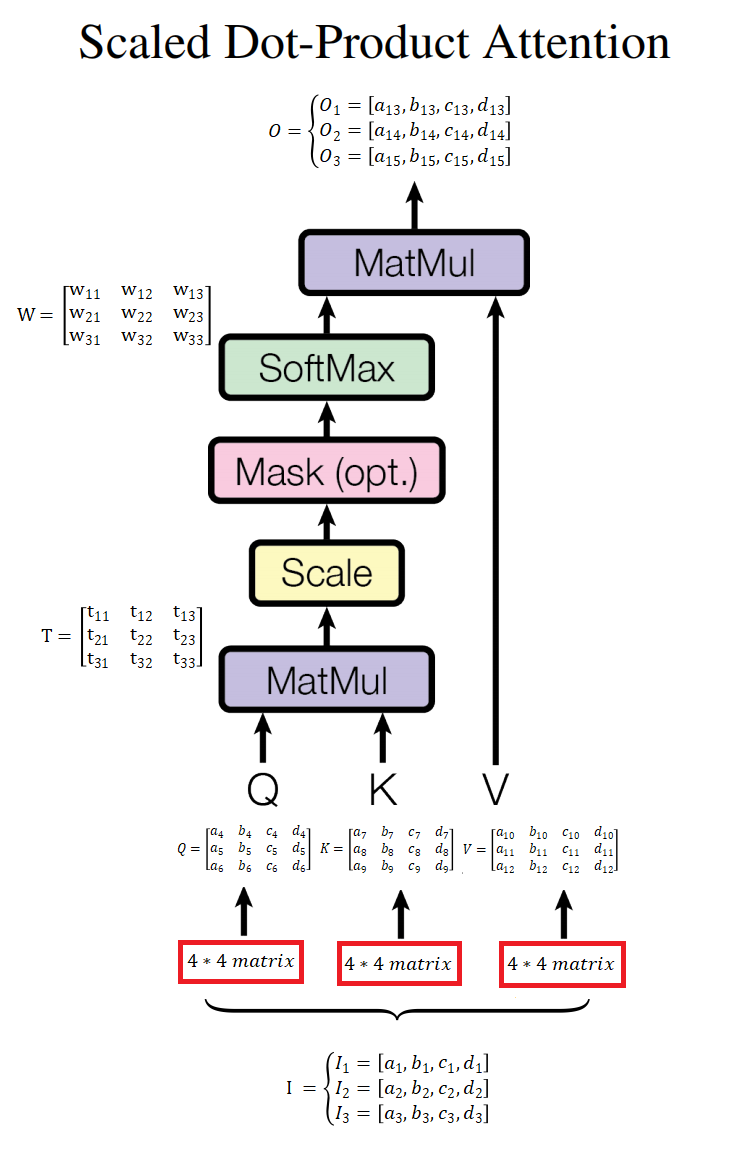 Scaled Dot-Product Attention
O = { O₁ = [a₁₃, b₁₃, c₁₃, d₁₃]
O₂ = [a₁₄, b₁₄, c₁₄, d₁₄]
O₃ = [a₁₅, b₁₅, c₁₅, d₁₅]
MatMul
W = [w₁₁ w₁₂ w₁₃
w₂₁ w₂₂ w₂₃
w₃₁ w₃₂ w₃₃]
SoftMax
Mask (opt.)
Scale
T = [t₁₁ t₁₂ t₁₃
t₂₁ t₂₂ t₂₃
t₃₁ t₃₂ t₃₃]
MatMul
Q K V
Q = [a₄ b₄ c₄ d₄
a₅ b₅ c₅ d₅
a₆ b₆ c₆ d₆]
K = [a₇ b₇ c₇ d₇
a₈ b₈ c₈ d₈
a₉ b₉ c₉ d₉]
V = [a₁₀ b₁₀ c₁₀ d₁₀
a₁₁ b₁₁ c₁₁ d₁₁
a₁₂ b₁₂ c₁₂ d₁₂]
4 * 4 matrix
4 * 4 matrix
4 * 4 matrix
I = { I₁ = [a₁, b₁, c₁, d₁]
I₂ = [a₂, b₂, c₂, d₂]
I₃ = [a₃, b₃, c₃, d₃]